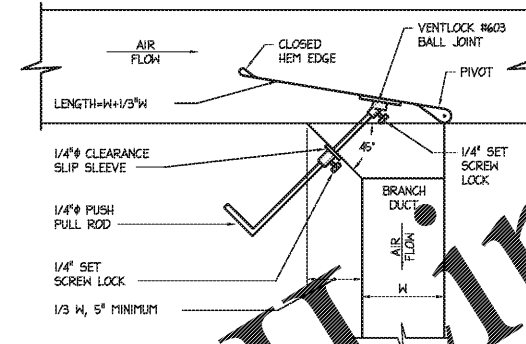 VENTLOCK #603
BALL JOINT
AIR
FLOW
CLOSED
HEM EDGE
PIVOT
LENGTH=W+1/3"W
45°
1/4"ϕ CLEARANCE
SLIP SLEEVE
1/4" SET
SCREW
LOCK
1/4"ϕ PUSH
PULL ROD
BRANCH
DUCT
AIR
FLOW
1/4" SET
SCREW LOCK
W
1/3 W, 5" MINIMUM